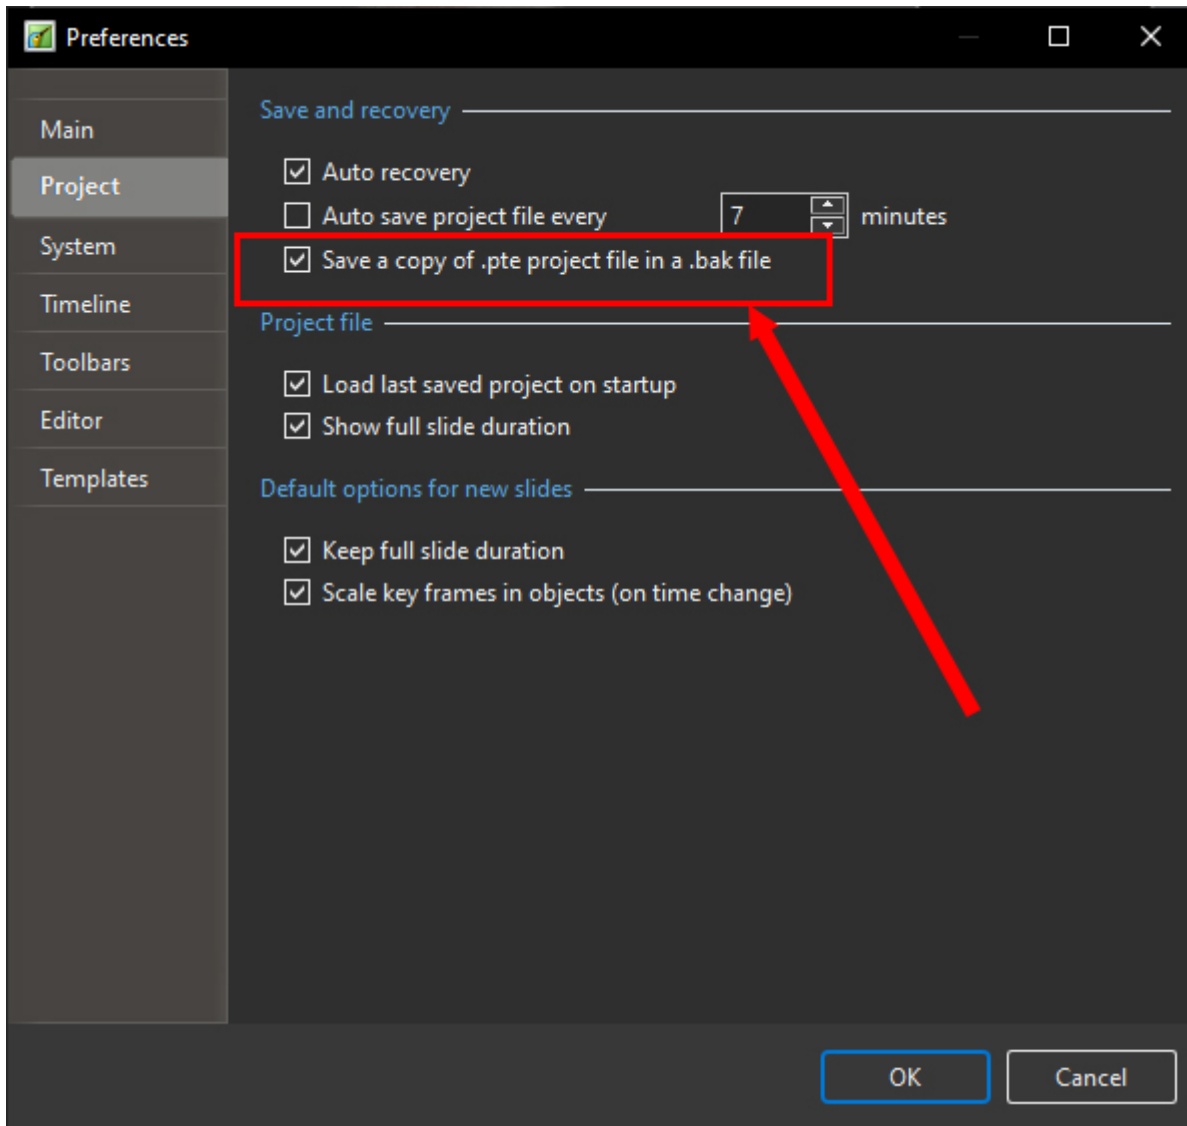 Preferences
Main
Project
System
Timeline
Toolbars
Editor
Templates
Save and recovery
Auto recovery
Auto save project file every 7 minutes
Save a copy of .pte project file in a .bak file
Project file
Load last saved project on startup
Show full slide duration
Default options for new slides
Keep full slide duration
Scale key frames in objects (on time change)
OK Cancel